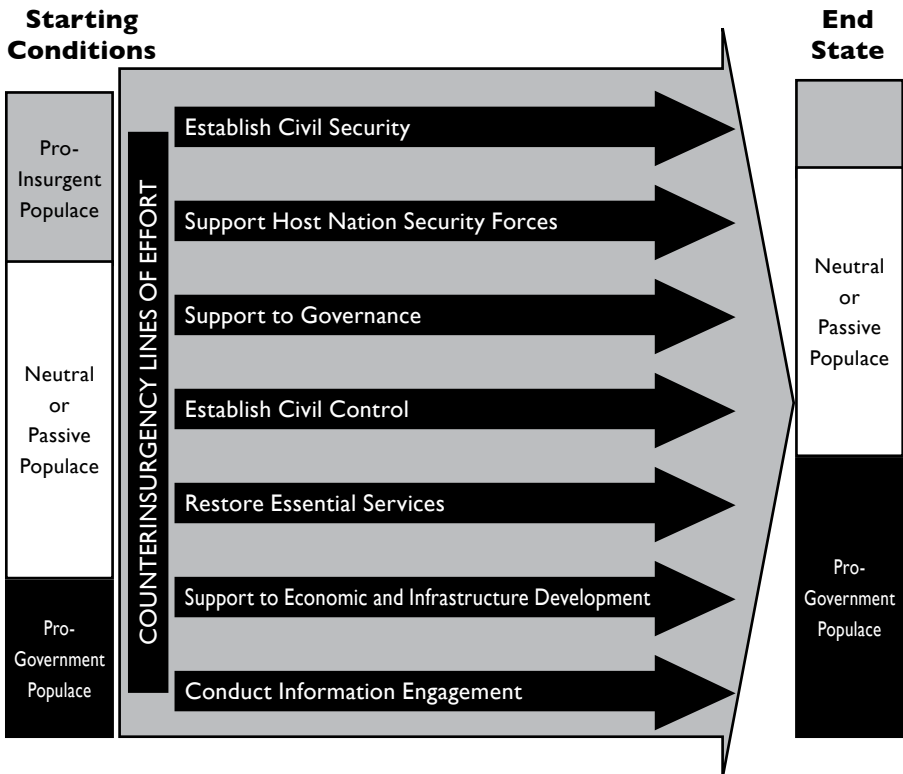 Starting
Conditions
End
State
Pro-
Insurgent
Populace
Neutral
or
Passive
Populace
Pro-
Government
Populace
COUNTERINSURGENCY LINES OF EFFORT
Establish Civil Security
Support Host Nation Security Forces
Support to Governance
Establish Civil Control
Restore Essential Services
Support to Economic and Infrastructure Development
Conduct Information Engagement
Neutral
or
Passive
Populace
Pro-
Government
Populace